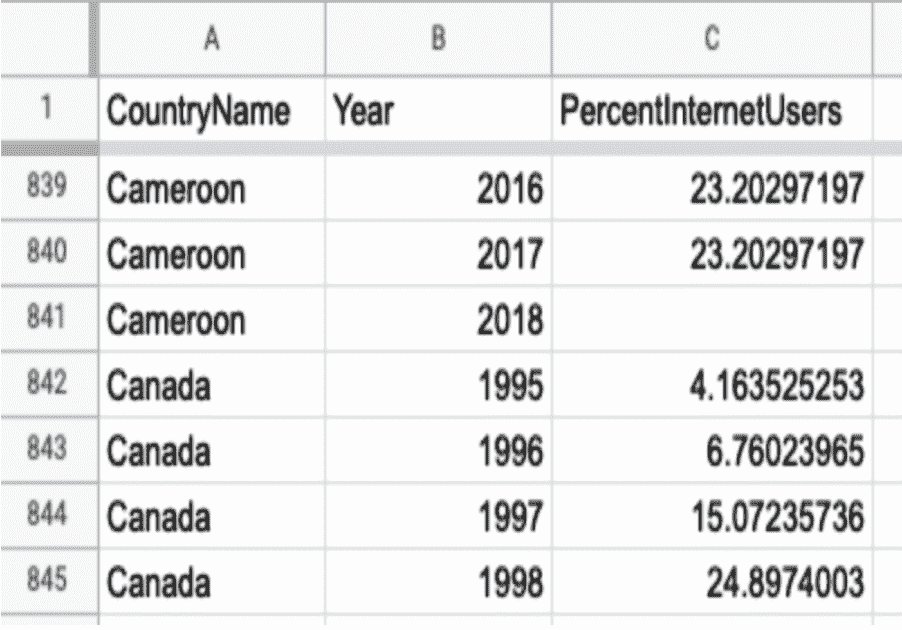 A B C
1 CountryName Year PercentInternetUsers
839 Cameroon 2016 23.20297197
840 Cameroon 2017 23.20297197
841 Cameroon 2018
842 Canada 1995 4.163525253
843 Canada 1996 6.76023965
844 Canada 1997 15.07235736
845 Canada 1998 24.8974003